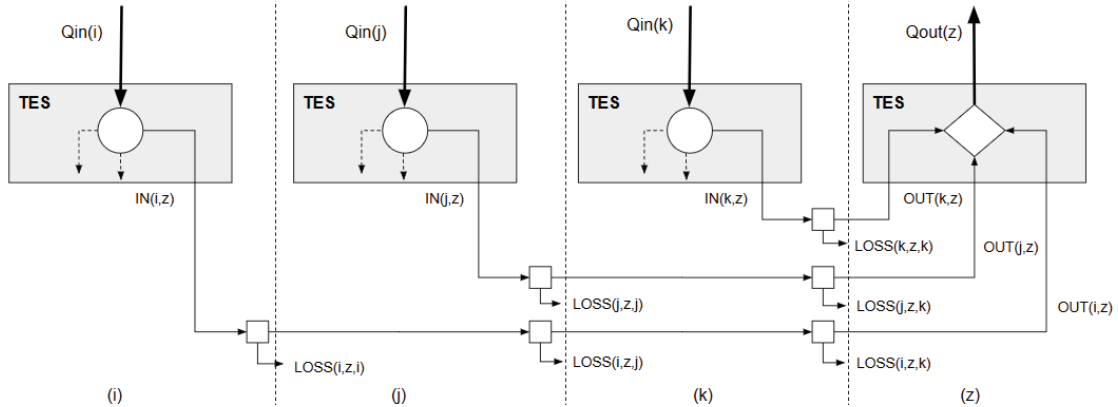 Qin(i)
Qin(j)
Qin(k)
Qout(z)
TES
TES
TES
TES
IN(i,z)
IN(j,z)
IN(k,z)
OUT(k,z)
LOSS(k,z,k)
OUT(j,z)
LOSS(j,z,j)
LOSS(j,z,k)
OUT(i,z)
LOSS(i,z,i)
LOSS(i,z,j)
LOSS(i,z,k)
(i)
(j)
(k)
(z)